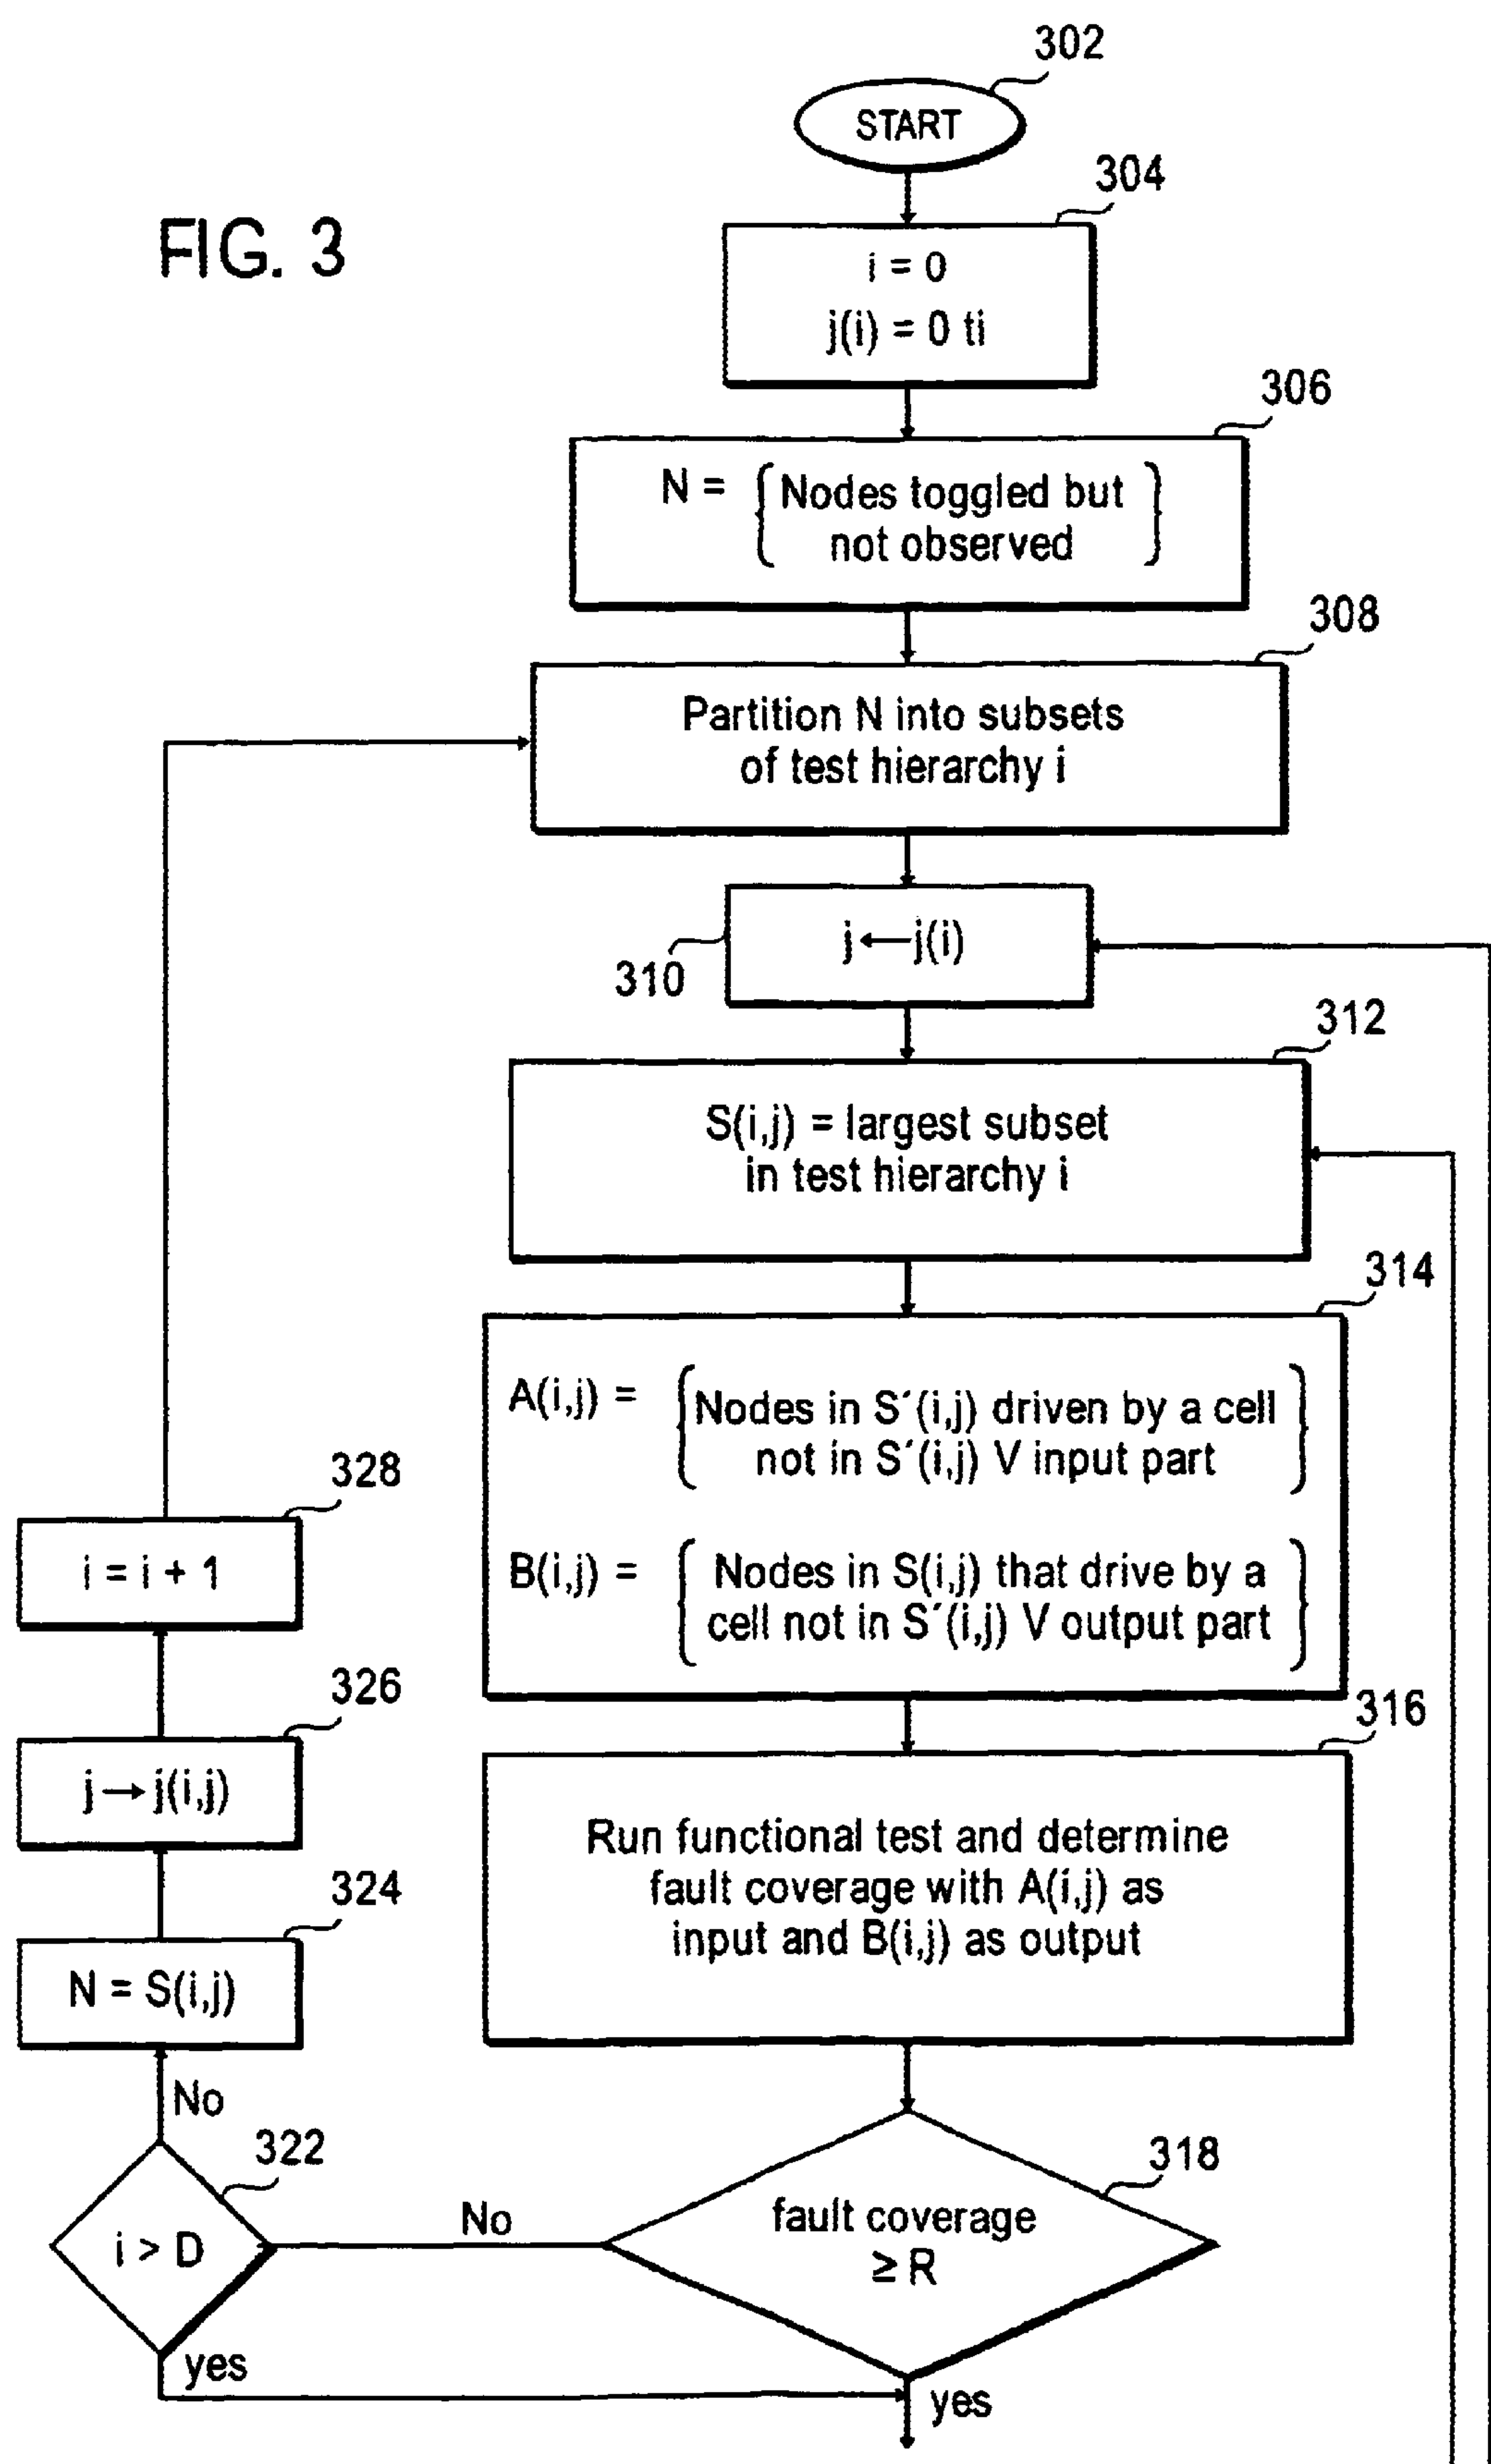 302
START
FIG. 3
304
i = 0
j(i) = 0 ti
306
N = { Nodes toggled but
not observed }
308
Partition N into subsets
of test hierarchy i
j ← j(i)
310
312
S(i,j) = largest subset
in test hierarchy i
314
A(i,j) = { Nodes in S´(i,j) driven by a cell
not in S´(i,j) V input part }
B(i,j) = { Nodes in S(i,j) that drive by a
cell not in S´(i,j) V output part }
316
Run functional test and determine
fault coverage with A(i,j) as
input and B(i,j) as output
318
fault coverage
≥ R
No
yes
322
i > D
yes
No
324
N = S(i,j)
326
j → j(i,j)
328
i = i + 1